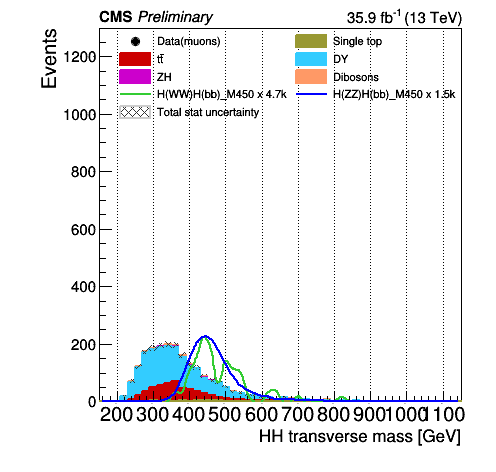 CMS Preliminary 35.9 fb⁻¹ (13 TeV)
Events
Data(muons) Single top
tt̄ DY
ZH Dibosons
H(WW)H(bb)_M450 x 4.7k H(ZZ)H(bb)_M450 x 1.5k
Total stat uncertainty
1200
1000
800
600
400
200
0
200 300 400 500 600 700 800 900 1000 1100
HH transverse mass [GeV]